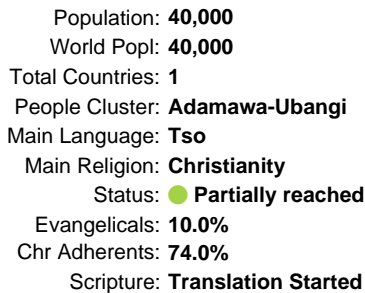 Population: 40,000
World Popl: 40,000
Total Countries: 1
People Cluster: Adamawa-Ubangi
Main Language: Tso
Main Religion: Christianity
Status: Partially reached
Evangelicals: 10.0%
Chr Adherents: 74.0%
Scripture: Translation Started